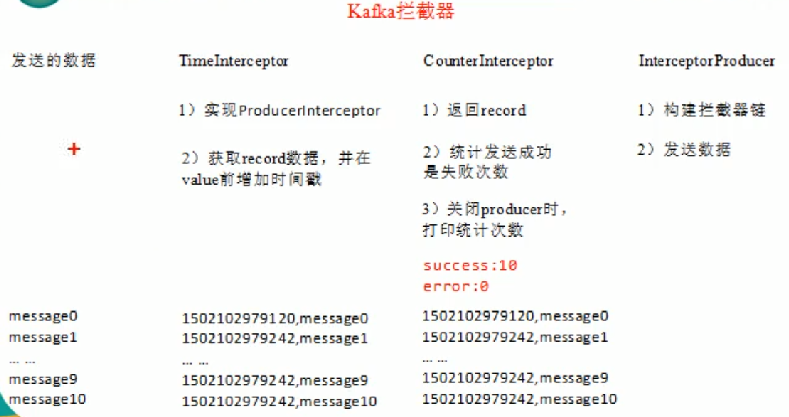 Kafka拦截器
发送的数据
TimeInterceptor
CounterInterceptor
InterceptorProducer
1）实现ProducerInterceptor
1）返回record
1）构建拦截器链
2）获取record数据，并在
value前增加时间戳
2）统计发送成功
是失败次数
2）发送数据
3）关闭producer时，
打印统计次数
success:10
error:0
message0
1502102979120,message0
1502102979120,message0
message1
1502102979242,message1
1502102979242,message1
... ...
... ...
... ...
message9
1502102979242,message9
1502102979242,message9
message10
1502102979242,message10
1502102979242,message10